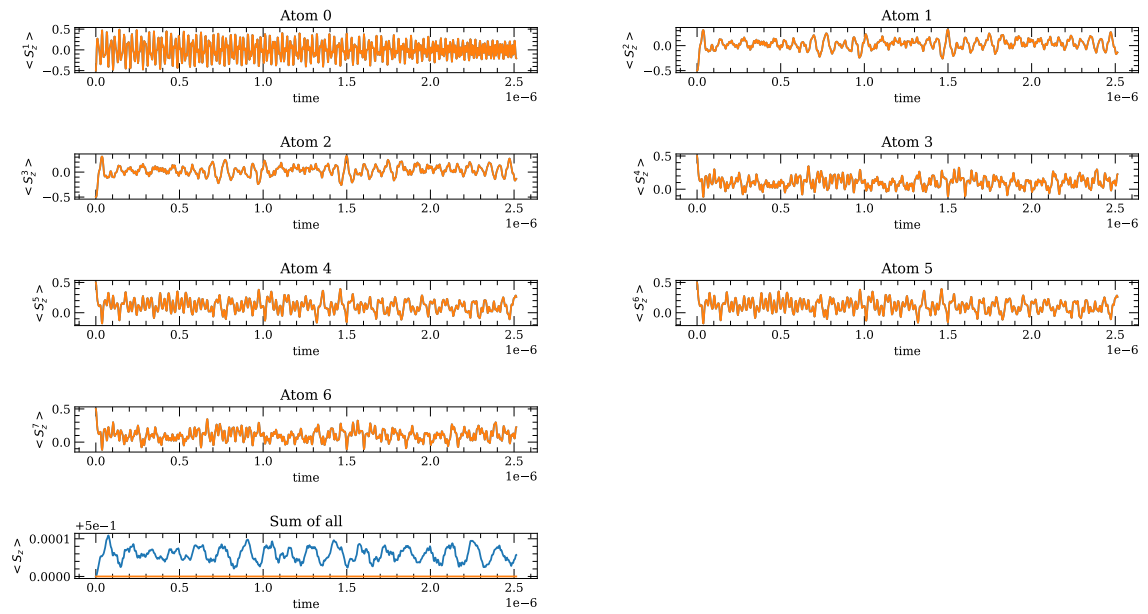 Atom 0
0.5
0.0
−0.5
< S_z^1 >
0.0 0.5 1.0 1.5 2.0 2.5
time
1e−6
Atom 1
0.0
−0.5
< S_z^2 >
0.0 0.5 1.0 1.5 2.0 2.5
time
1e−6
Atom 2
0.0
−0.5
< S_z^3 >
0.0 0.5 1.0 1.5 2.0 2.5
time
1e−6
Atom 3
0.5
0.0
< S_z^4 >
0.0 0.5 1.0 1.5 2.0 2.5
time
1e−6
Atom 4
0.5
0.0
< S_z^5 >
0.0 0.5 1.0 1.5 2.0 2.5
time
1e−6
Atom 5
0.5
0.0
< S_z^6 >
0.0 0.5 1.0 1.5 2.0 2.5
time
1e−6
Atom 6
0.5
0.0
< S_z^7 >
0.0 0.5 1.0 1.5 2.0 2.5
time
1e−6
Sum of all
+5e−1
0.0001
0.0000
< S_z >
0.0 0.5 1.0 1.5 2.0 2.5
time
1e−6